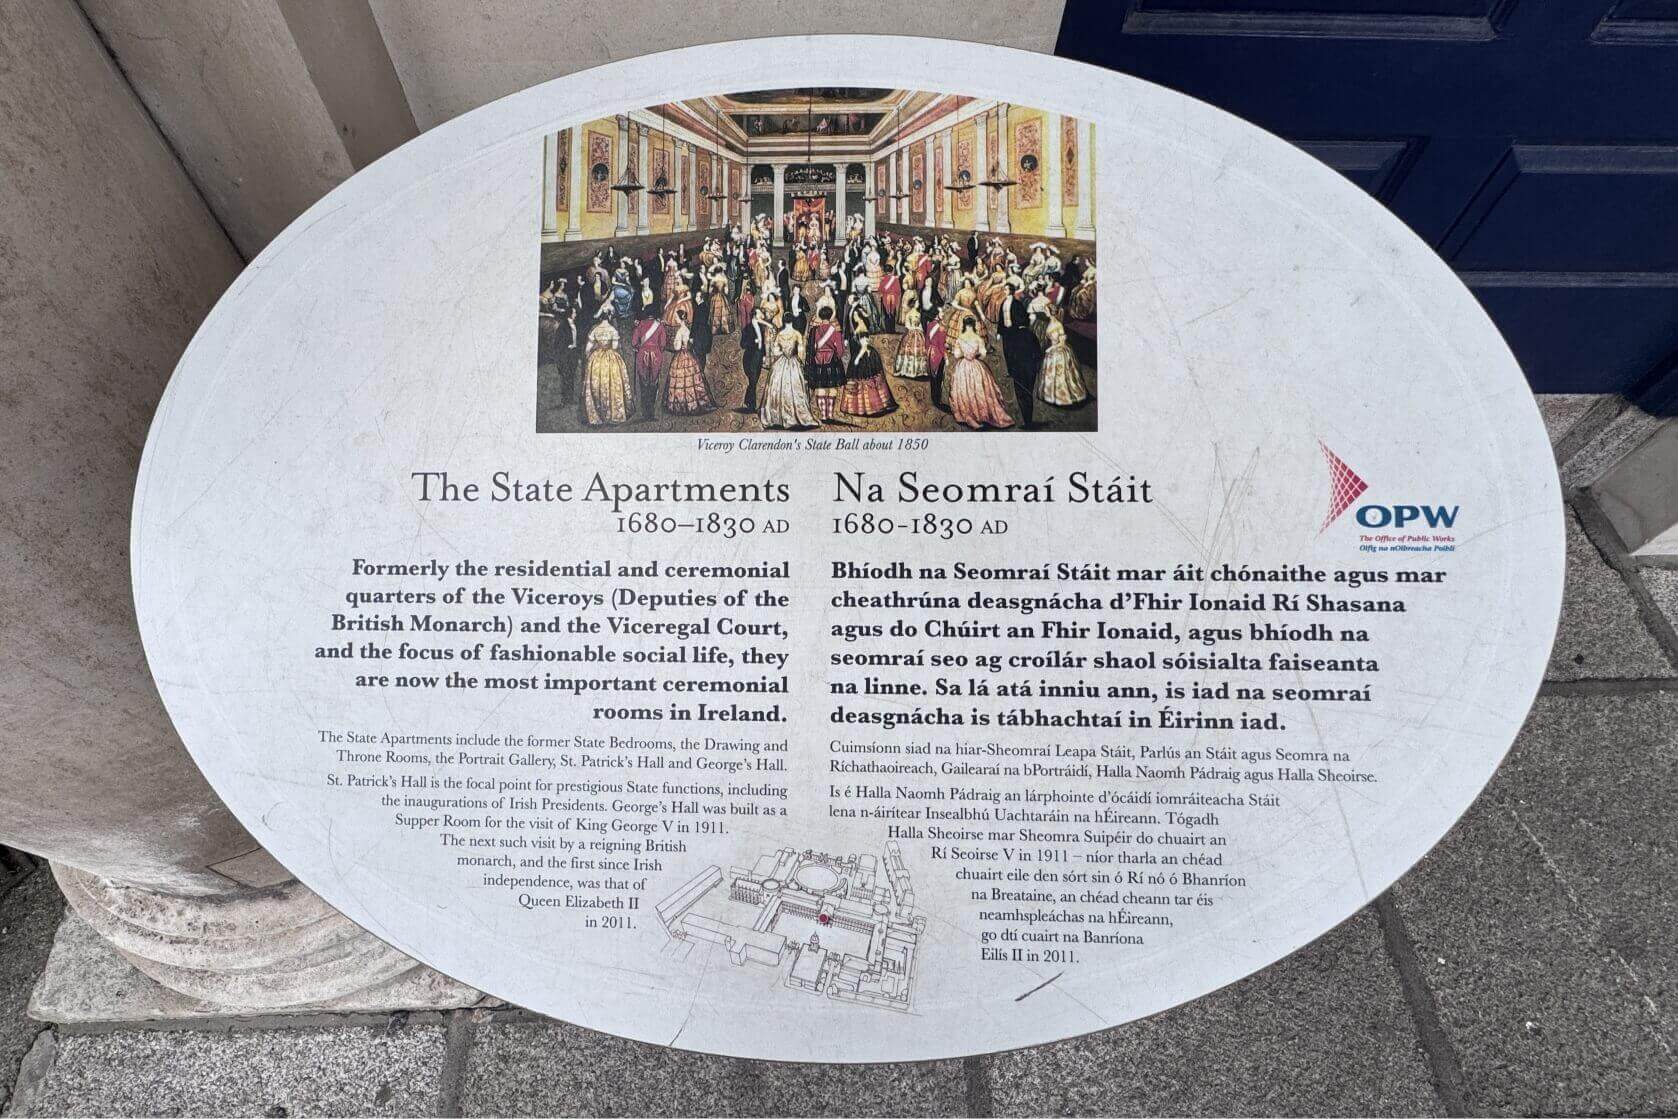 Viceroy Clarendon's State Ball about 1850
The State Apartments
1680–1830 AD
Formerly the residential and ceremonial
quarters of the Viceroys (Deputies of the
British Monarch) and the Viceregal Court,
and the focus of fashionable social life, they
are now the most important ceremonial
rooms in Ireland.
The State Apartments include the former State Bedrooms, the Drawing and
Throne Rooms, the Portrait Gallery, St. Patrick's Hall and George's Hall.
St. Patrick's Hall is the focal point for prestigious State functions, including
the inaugurations of Irish Presidents. George's Hall was built as a
Supper Room for the visit of King George V in 1911.
The next such visit by a reigning British
monarch, and the first since Irish
independence, was that of
Queen Elizabeth II
in 2011.
Na Seomraí Stáit
1680-1830 AD
Bhíodh na Seomraí Stáit mar áit chónaithe agus mar
cheathrúna deasgnácha d'Fhir Ionaid Rí Shasana
agus do Chúirt an Fhir Ionaid, agus bhíodh na
seomraí seo ag croílár shaol sóisialta faiseanta
na linne. Sa lá atá inniu ann, is iad na seomraí
deasgnácha is tábhachtaí in Éirinn iad.
Cuimsíonn siad na hiar-Sheomraí Leapa Stáit, Parlús an Stáit agus Seomra na
Ríchathaoireach, Gailearaí na bPortráidí, Halla Naomh Pádraig agus Halla Sheoirse.
Is é Halla Naomh Pádraig an lárphointe d'ócáidí iomráiteacha Stáit
lena n-áirítear Insealbhú Uachtaráin na hÉireann. Tógadh
Halla Sheoirse mar Sheomra Suipéir do chuairt an
Rí Seoirse V in 1911 – níor tharla an chéad
chuairt eile den sórt sin ó Rí nó ó Bhanríon
na Breataine, an chéad cheann tar éis
neamhspleáchas na hÉireann,
go dtí cuairt na Banríona
Eilís II in 2011.
OPW
The Office of Public Works
Oifig na nOibreacha Poiblí